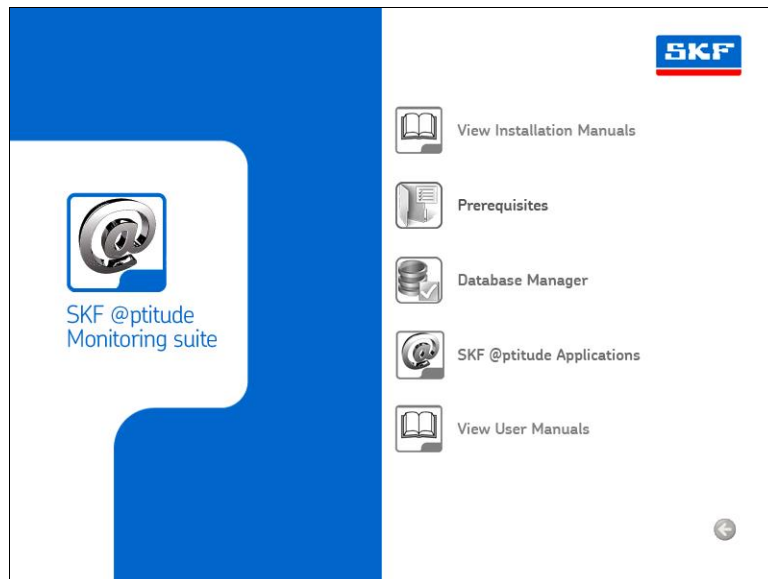 SKF
View Installation Manuals
Prerequisites
Database Manager
SKF @ptitude Applications
View User Manuals
SKF @ptitude
Monitoring suite